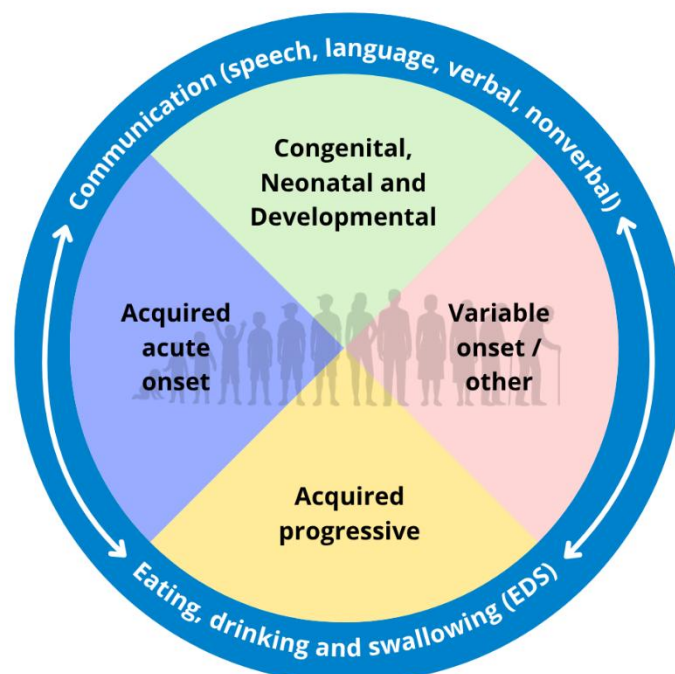 Communication (speech, language, verbal, nonverbal)
Congenital,
Neonatal and
Developmental
Acquired
acute
onset
Variable
onset /
other
Acquired
progressive
Eating, drinking and swallowing (EDS)